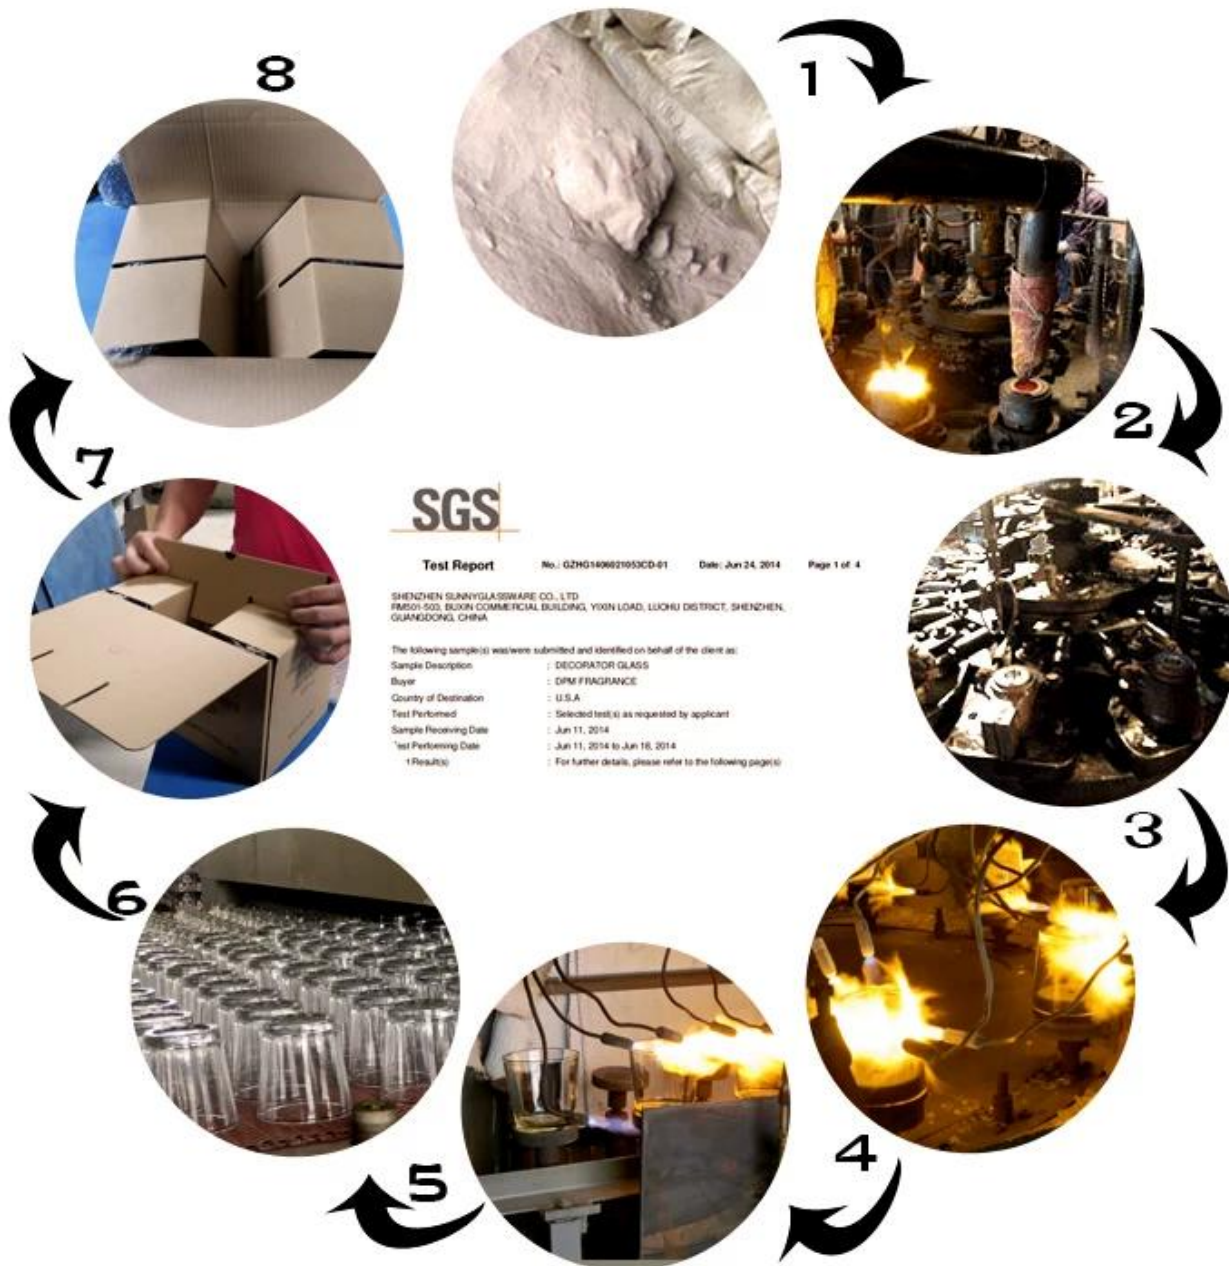 8
1
2
7
SGS
Test Report No.: GZHG1406021053CD-01 Date: Jun 24, 2014 Page 1 of 4
SHENZHEN SUNNYGLASSWARE CO., LTD
RM501-503, BUXIN COMMERCIAL BUILDING, YIXIN LOAD, LUOHU DISTRICT, SHENZHEN,
GUANGDONG, CHINA
The following sample(s) was/were submitted and identified on behalf of the client as:
Sample Description : DECORATOR GLASS
Buyer : DPM FRAGRANCE
Country of Destination : U.S.A
Test Performed : Selected test(s) as requested by applicant
Sample Receiving Date : Jun 11, 2014
Test Performing Date : Jun 11, 2014 to Jun 18, 2014
Result(s) : For further details, please refer to the following page(s)
3
6
4
5